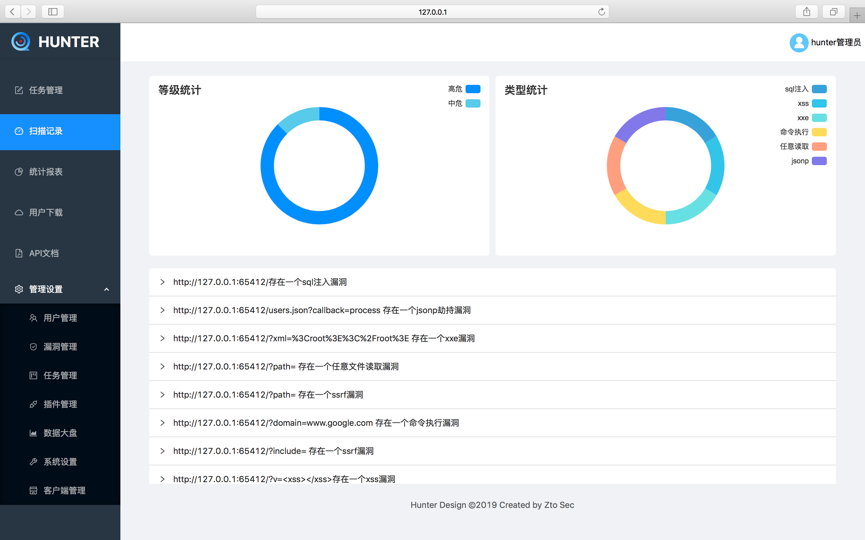 127.0.0.1
HUNTER
hunter管理员
任务管理
扫描记录
统计报表
用户下载
API文档
管理设置
用户管理
漏洞管理
任务管理
插件管理
数据大盘
系统设置
客户端管理
等级统计
高危
中危
类型统计
sql注入
xss
xxe
命令执行
任意读取
jsonp
http://127.0.0.1:65412/存在一个sql注入漏洞
http://127.0.0.1:65412/users.json?callback=process 存在一个jsonp劫持漏洞
http://127.0.0.1:65412/?xml=%3Croot%3E%3C%2Froot%3E 存在一个xxe漏洞
http://127.0.0.1:65412/?path= 存在一个任意文件读取漏洞
http://127.0.0.1:65412/?path= 存在一个ssrf漏洞
http://127.0.0.1:65412/?domain=www.google.com 存在一个命令执行漏洞
http://127.0.0.1:65412/?include= 存在一个ssrf漏洞
http://127.0.0.1:65412/?v=<xss></xss>存在一个xss漏洞
Hunter Design ©2019 Created by Zto Sec